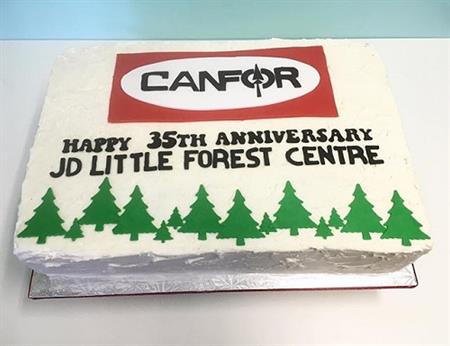 CANFOR
HAPPY 35TH ANNIVERSARY
JD LITTLE FOREST CENTRE